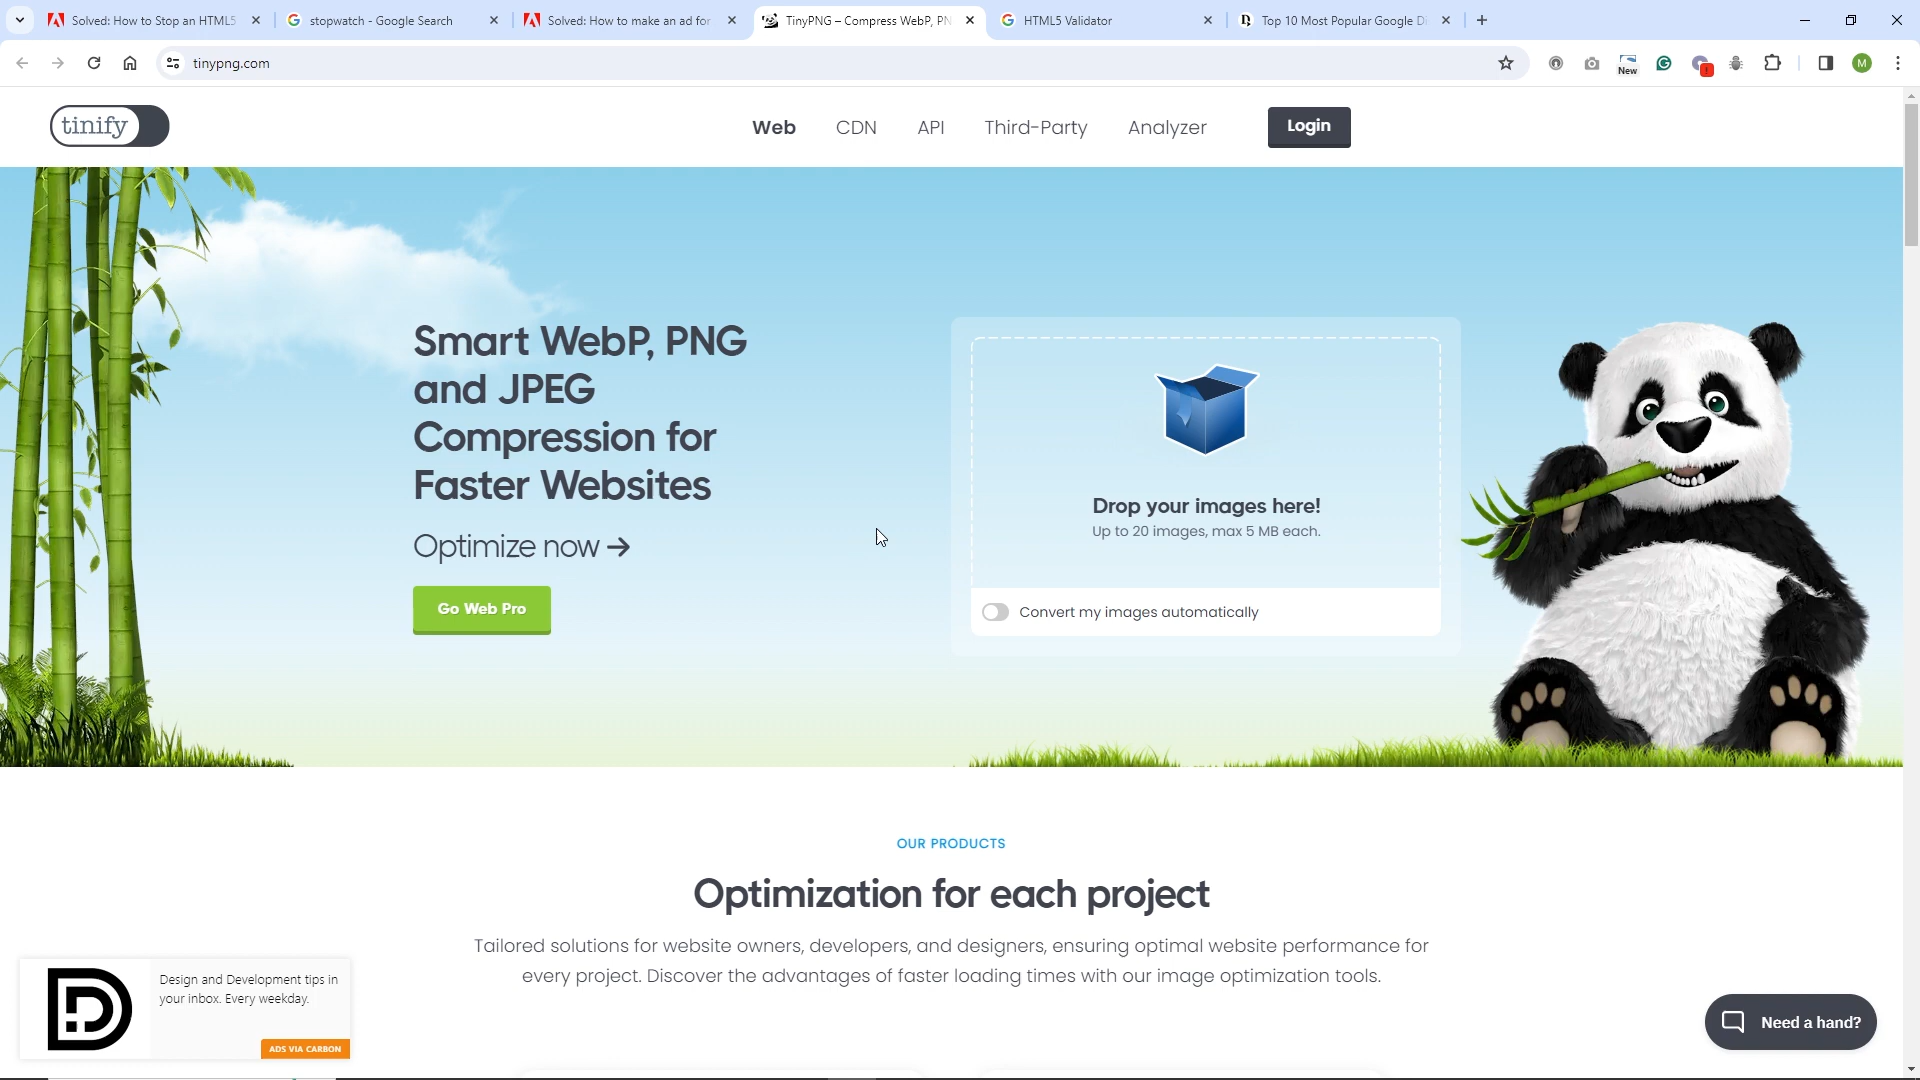 Solved: How to Stop an HTML5
stopwatch - Google Search
Solved: How to make an ad for
TinyPNG – Compress WebP, PN
HTML5 Validator
Top 10 Most Popular Google Di
tinypng.com
New
M
tinify
Web
CDN
API
Third-Party
Analyzer
Login
Smart WebP, PNG
and JPEG
Compression for
Faster Websites
Optimize now →
Go Web Pro
Drop your images here!
Up to 20 images, max 5 MB each.
Convert my images automatically
OUR PRODUCTS
Optimization for each project
Tailored solutions for website owners, developers, and designers, ensuring optimal website performance for
every project. Discover the advantages of faster loading times with our image optimization tools.
Design and Development tips in
your inbox. Every weekday.
ADS VIA CARBON
Need a hand?